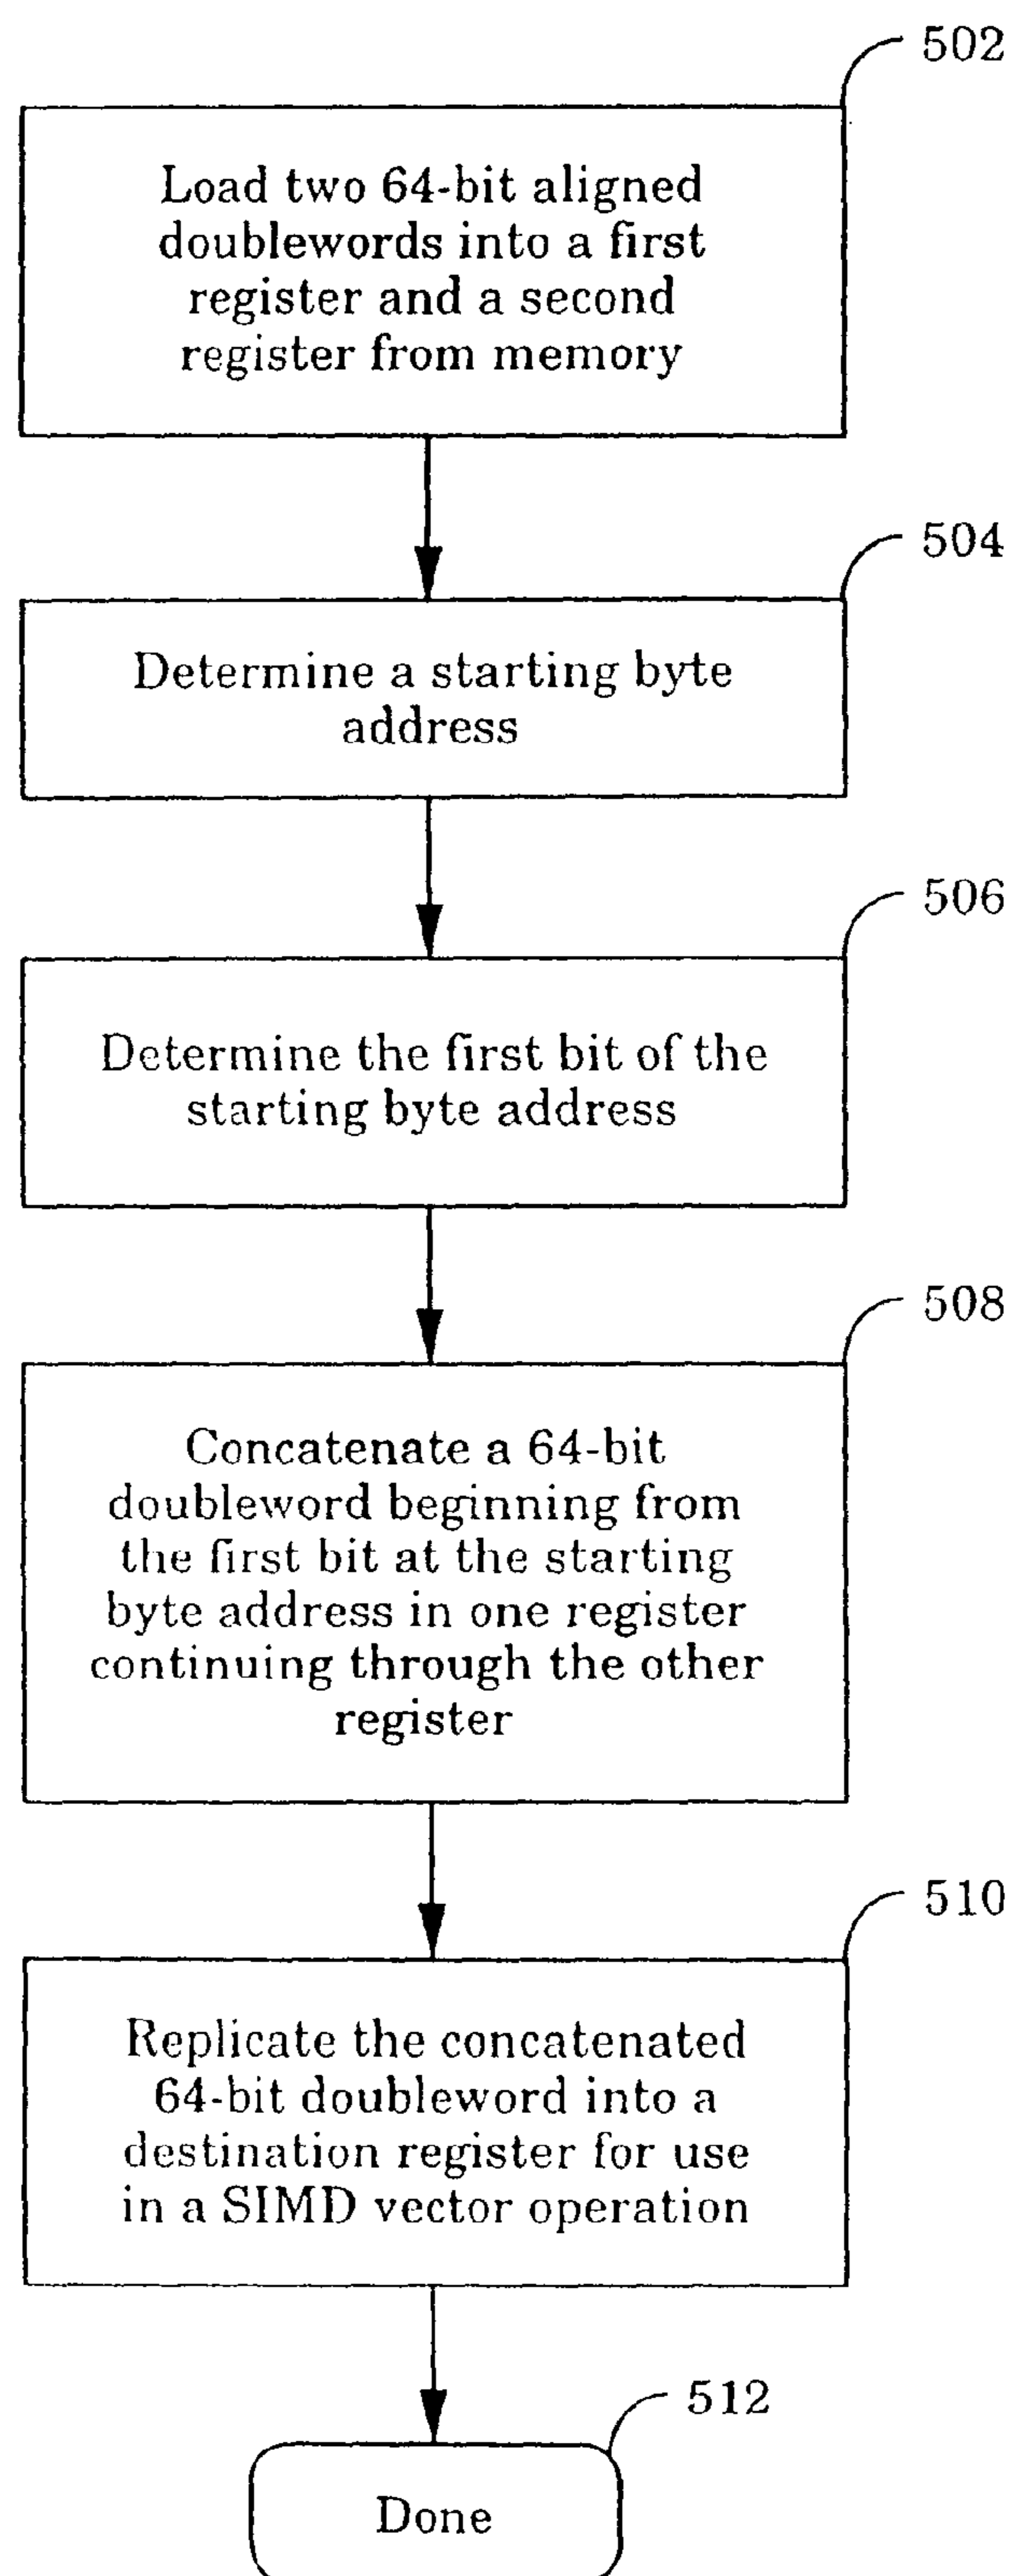 502
Load two 64-bit aligned
doublewords into a first
register and a second
register from memory
504
Determine a starting byte
address
506
Determine the first bit of the
starting byte address
508
Concatenate a 64-bit
doubleword beginning from
the first bit at the starting
byte address in one register
continuing through the other
register
510
Replicate the concatenated
64-bit doubleword into a
destination register for use
in a SIMD vector operation
512
Done